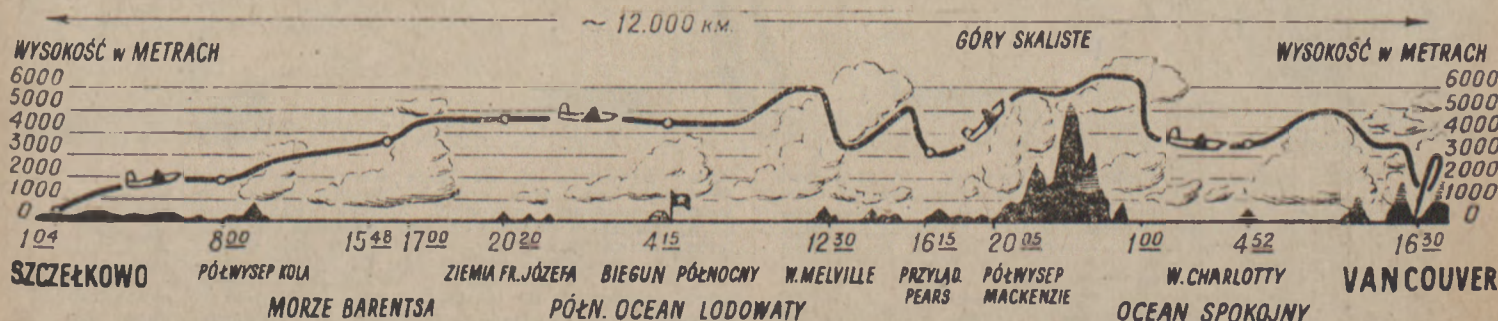 ~ 12.000 KM.
WYSOKOŚĆ w METRACH
GÓRY SKALISTE
WYSOKOŚĆ w METRACH
6000
5000
4000
3000
2000
1000
0
6000
5000
4000
3000
2000
1000
0
1 04 8 00 15 48 17 00 20 20 4 15 12 30 16 15 20 05 1 00 4 52 16 30
SZCZEŁKOWO PÓŁWYSEP KOLA ZIEMIA FR. JÓZEFA BIEGUN PÓŁNOCNY W. MELVILLE PRZYLĄD. PÓŁWYSEP W. CHARLOTTY VANCOUVER
PEARS MACKENZIE
MORZE BARENTSA PÓŁN. OCEAN LODOWATY OCEAN SPOKOJNY